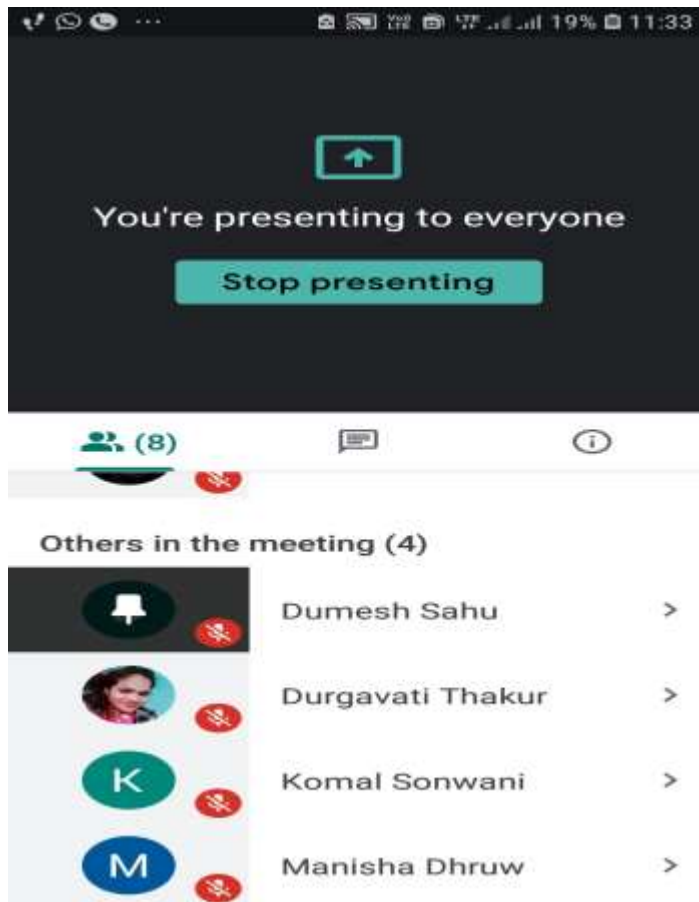 19% 11:33
You're presenting to everyone
Stop presenting
(8)
Others in the meeting (4)
Dumesh Sahu
Durgavati Thakur
K
Komal Sonwani
M
Manisha Dhruw